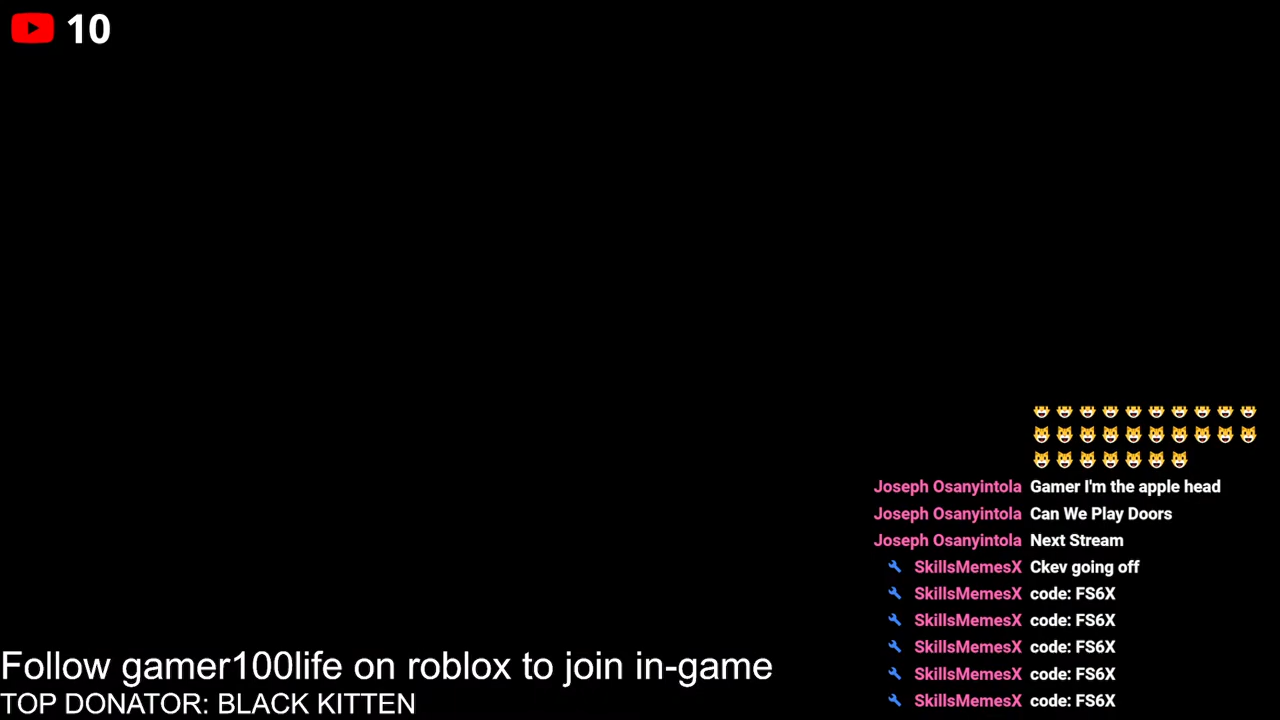 10
Joseph Osanyintola Gamer I'm the apple head
Joseph Osanyintola Can We Play Doors
Joseph Osanyintola Next Stream
SkillsMemesX Ckev going off
SkillsMemesX code: FS6X
SkillsMemesX code: FS6X
SkillsMemesX code: FS6X
SkillsMemesX code: FS6X
SkillsMemesX code: FS6X
Follow gamer100life on roblox to join in-game
TOP DONATOR: BLACK KITTEN